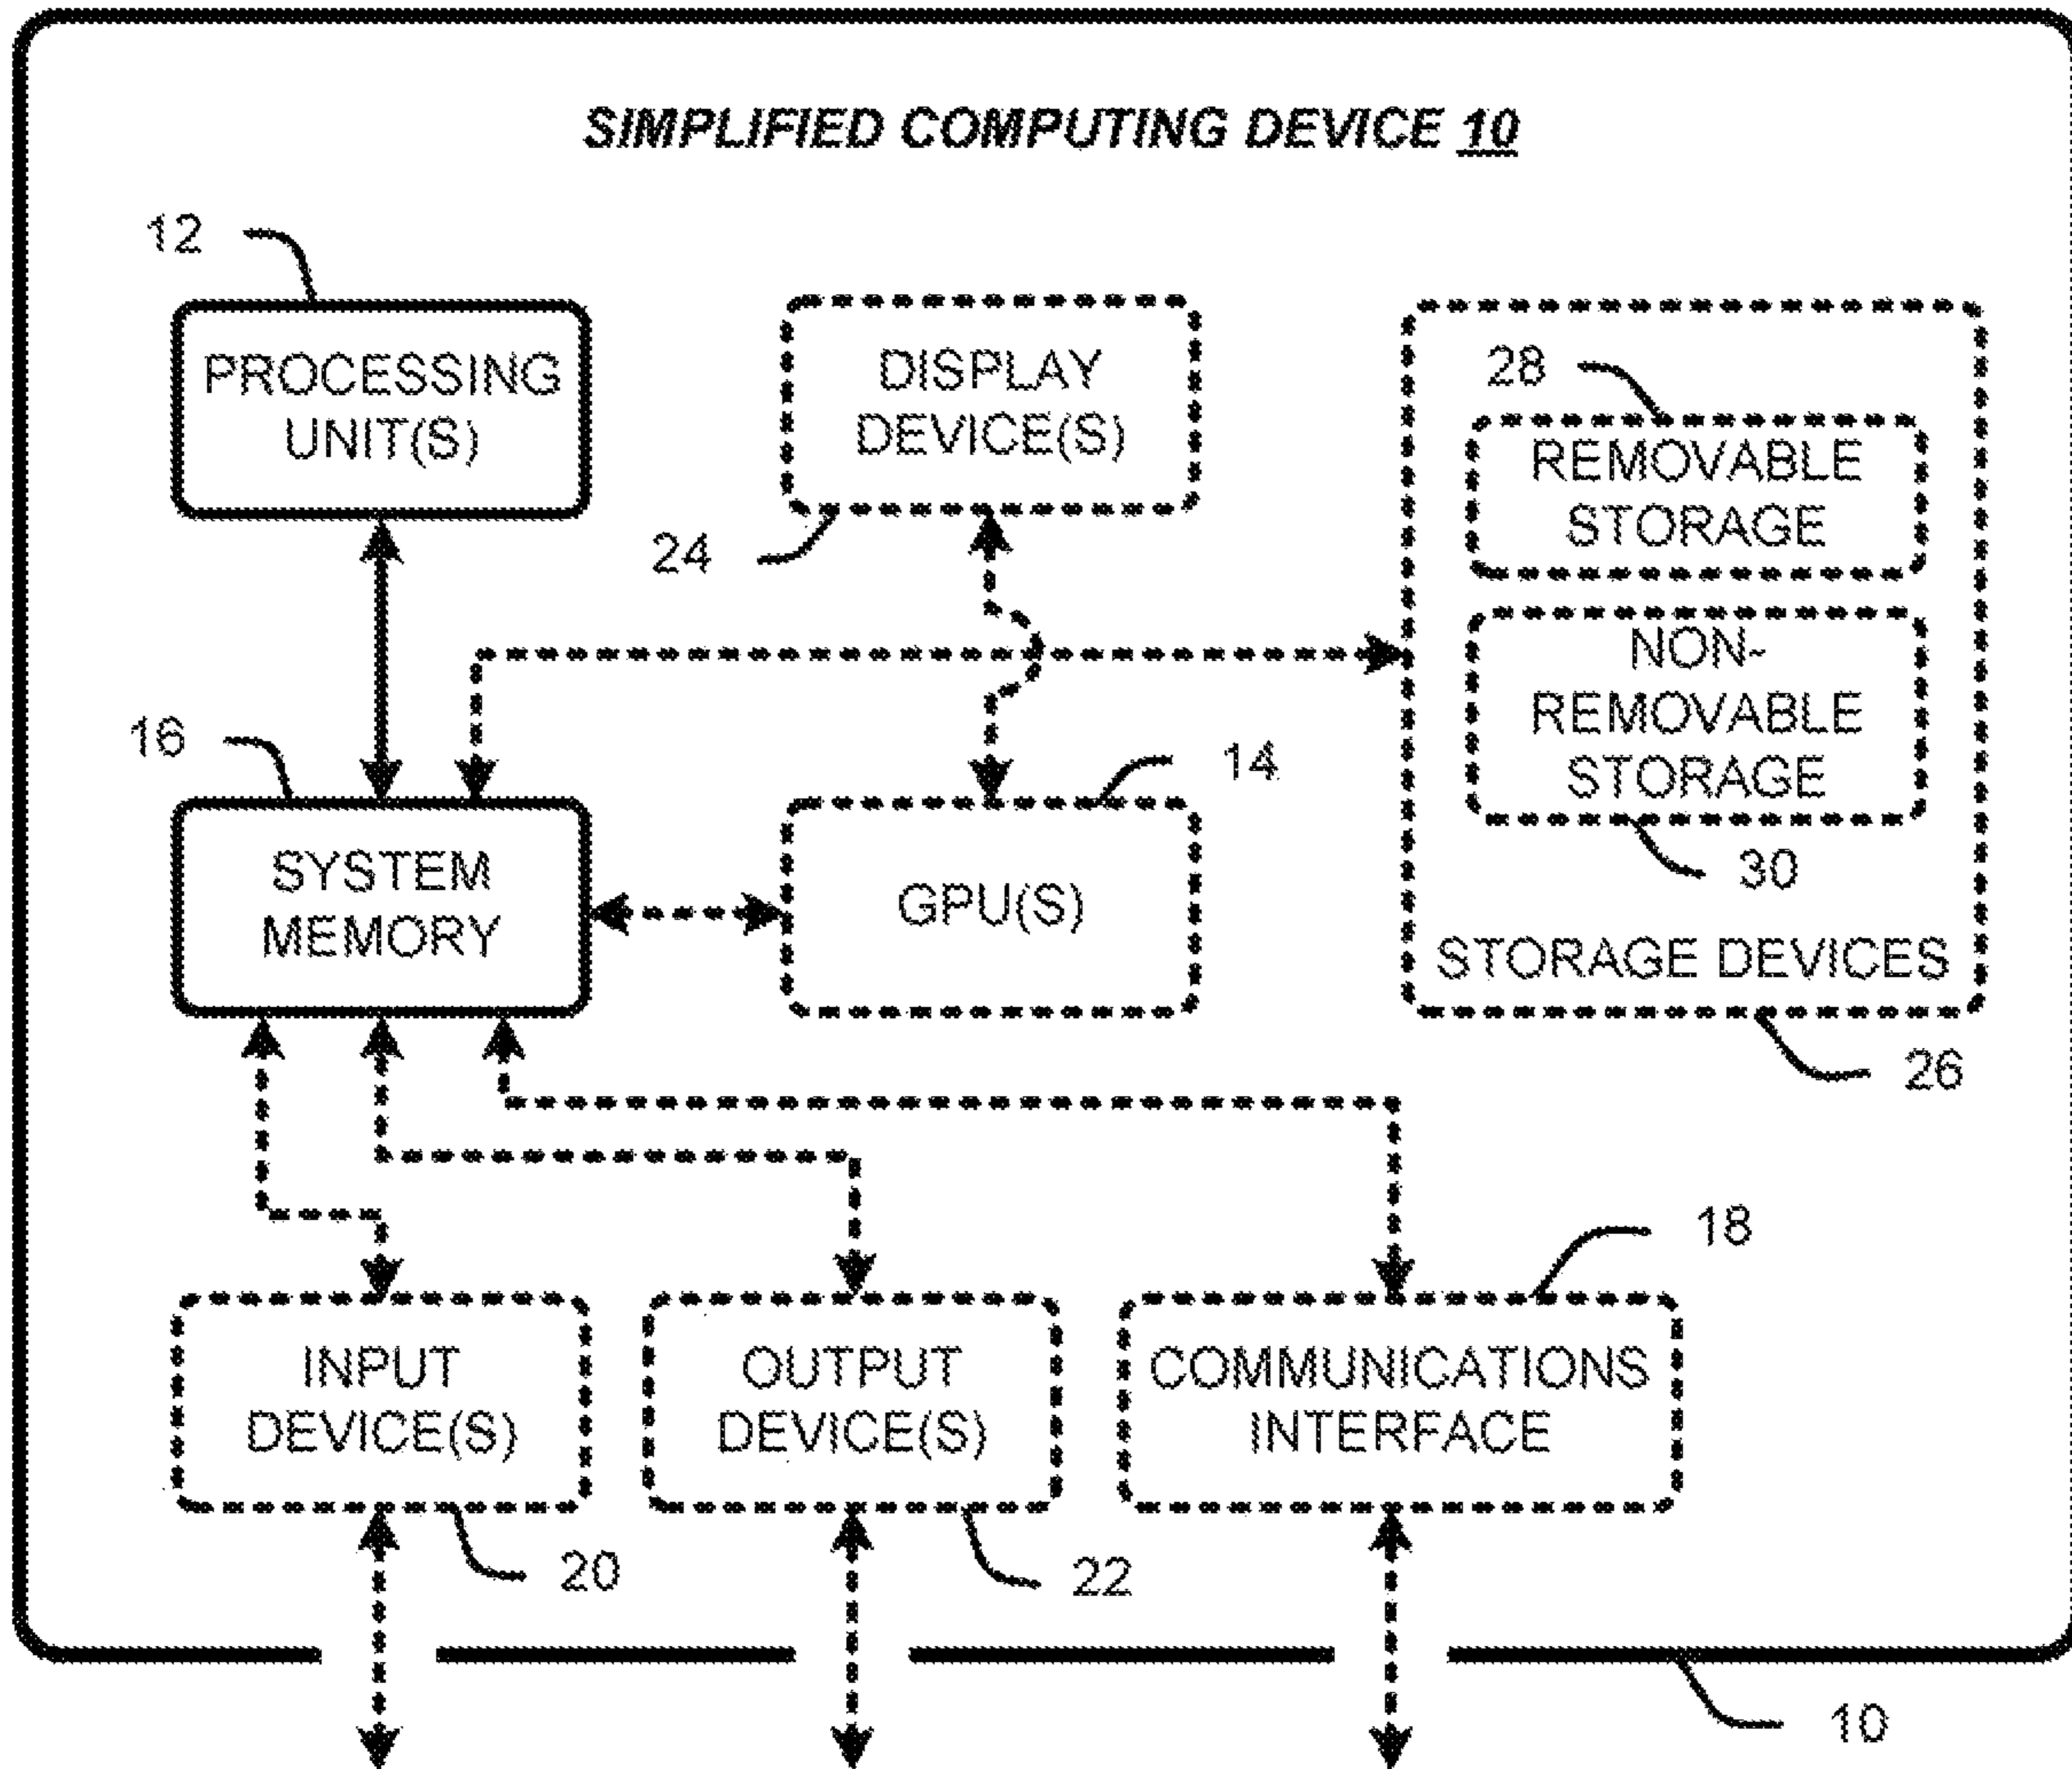 SIMPLIFIED COMPUTING DEVICE 10
12
PROCESSING
UNIT(S)
DISPLAY
DEVICE(S)
24
28
REMOVABLE
STORAGE
NON-
REMOVABLE
STORAGE
30
STORAGE DEVICES
26
16
SYSTEM
MEMORY
14
GPU(S)
18
INPUT
DEVICE(S)
20
OUTPUT
DEVICE(S)
22
COMMUNICATIONS
INTERFACE
10